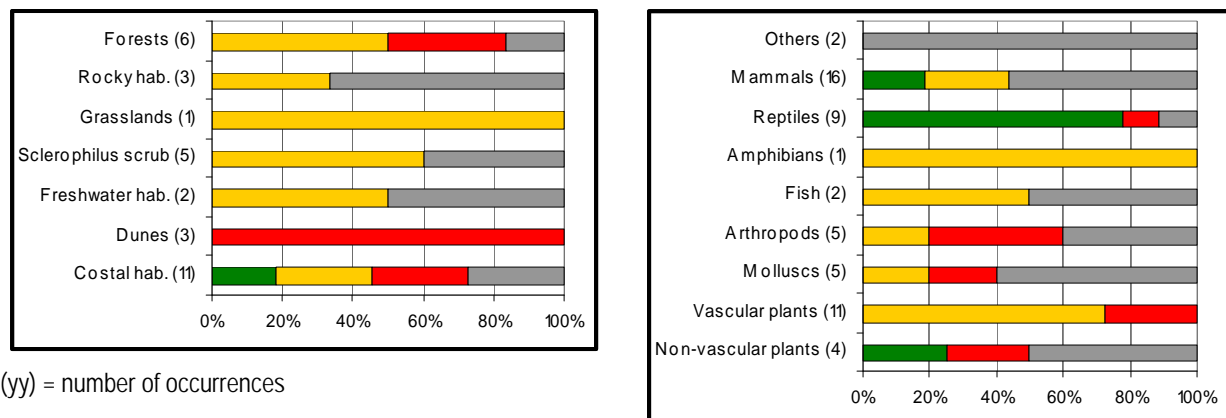 Forests (6)
Rocky hab. (3)
Grasslands (1)
Sclerophilus scrub (5)
Freshwater hab. (2)
Dunes (3)
Costal hab. (11)
0% 20% 40% 60% 80% 100%
(yy) = number of occurrences
Others (2)
Mammals (16)
Reptiles (9)
Amphibians (1)
Fish (2)
Arthropods (5)
Molluscs (5)
Vascular plants (11)
Non-vascular plants (4)
0% 20% 40% 60% 80% 100%